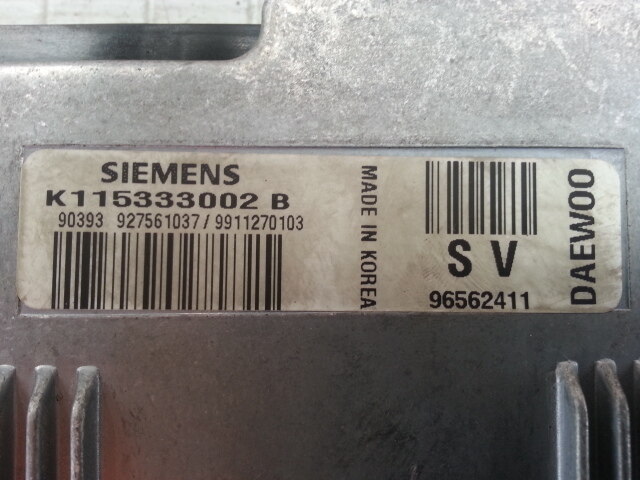 SIEMENS
K115333002 B
90393 927561037/9911270103
MADE IN KOREA
S V
96562411
DAEWOO